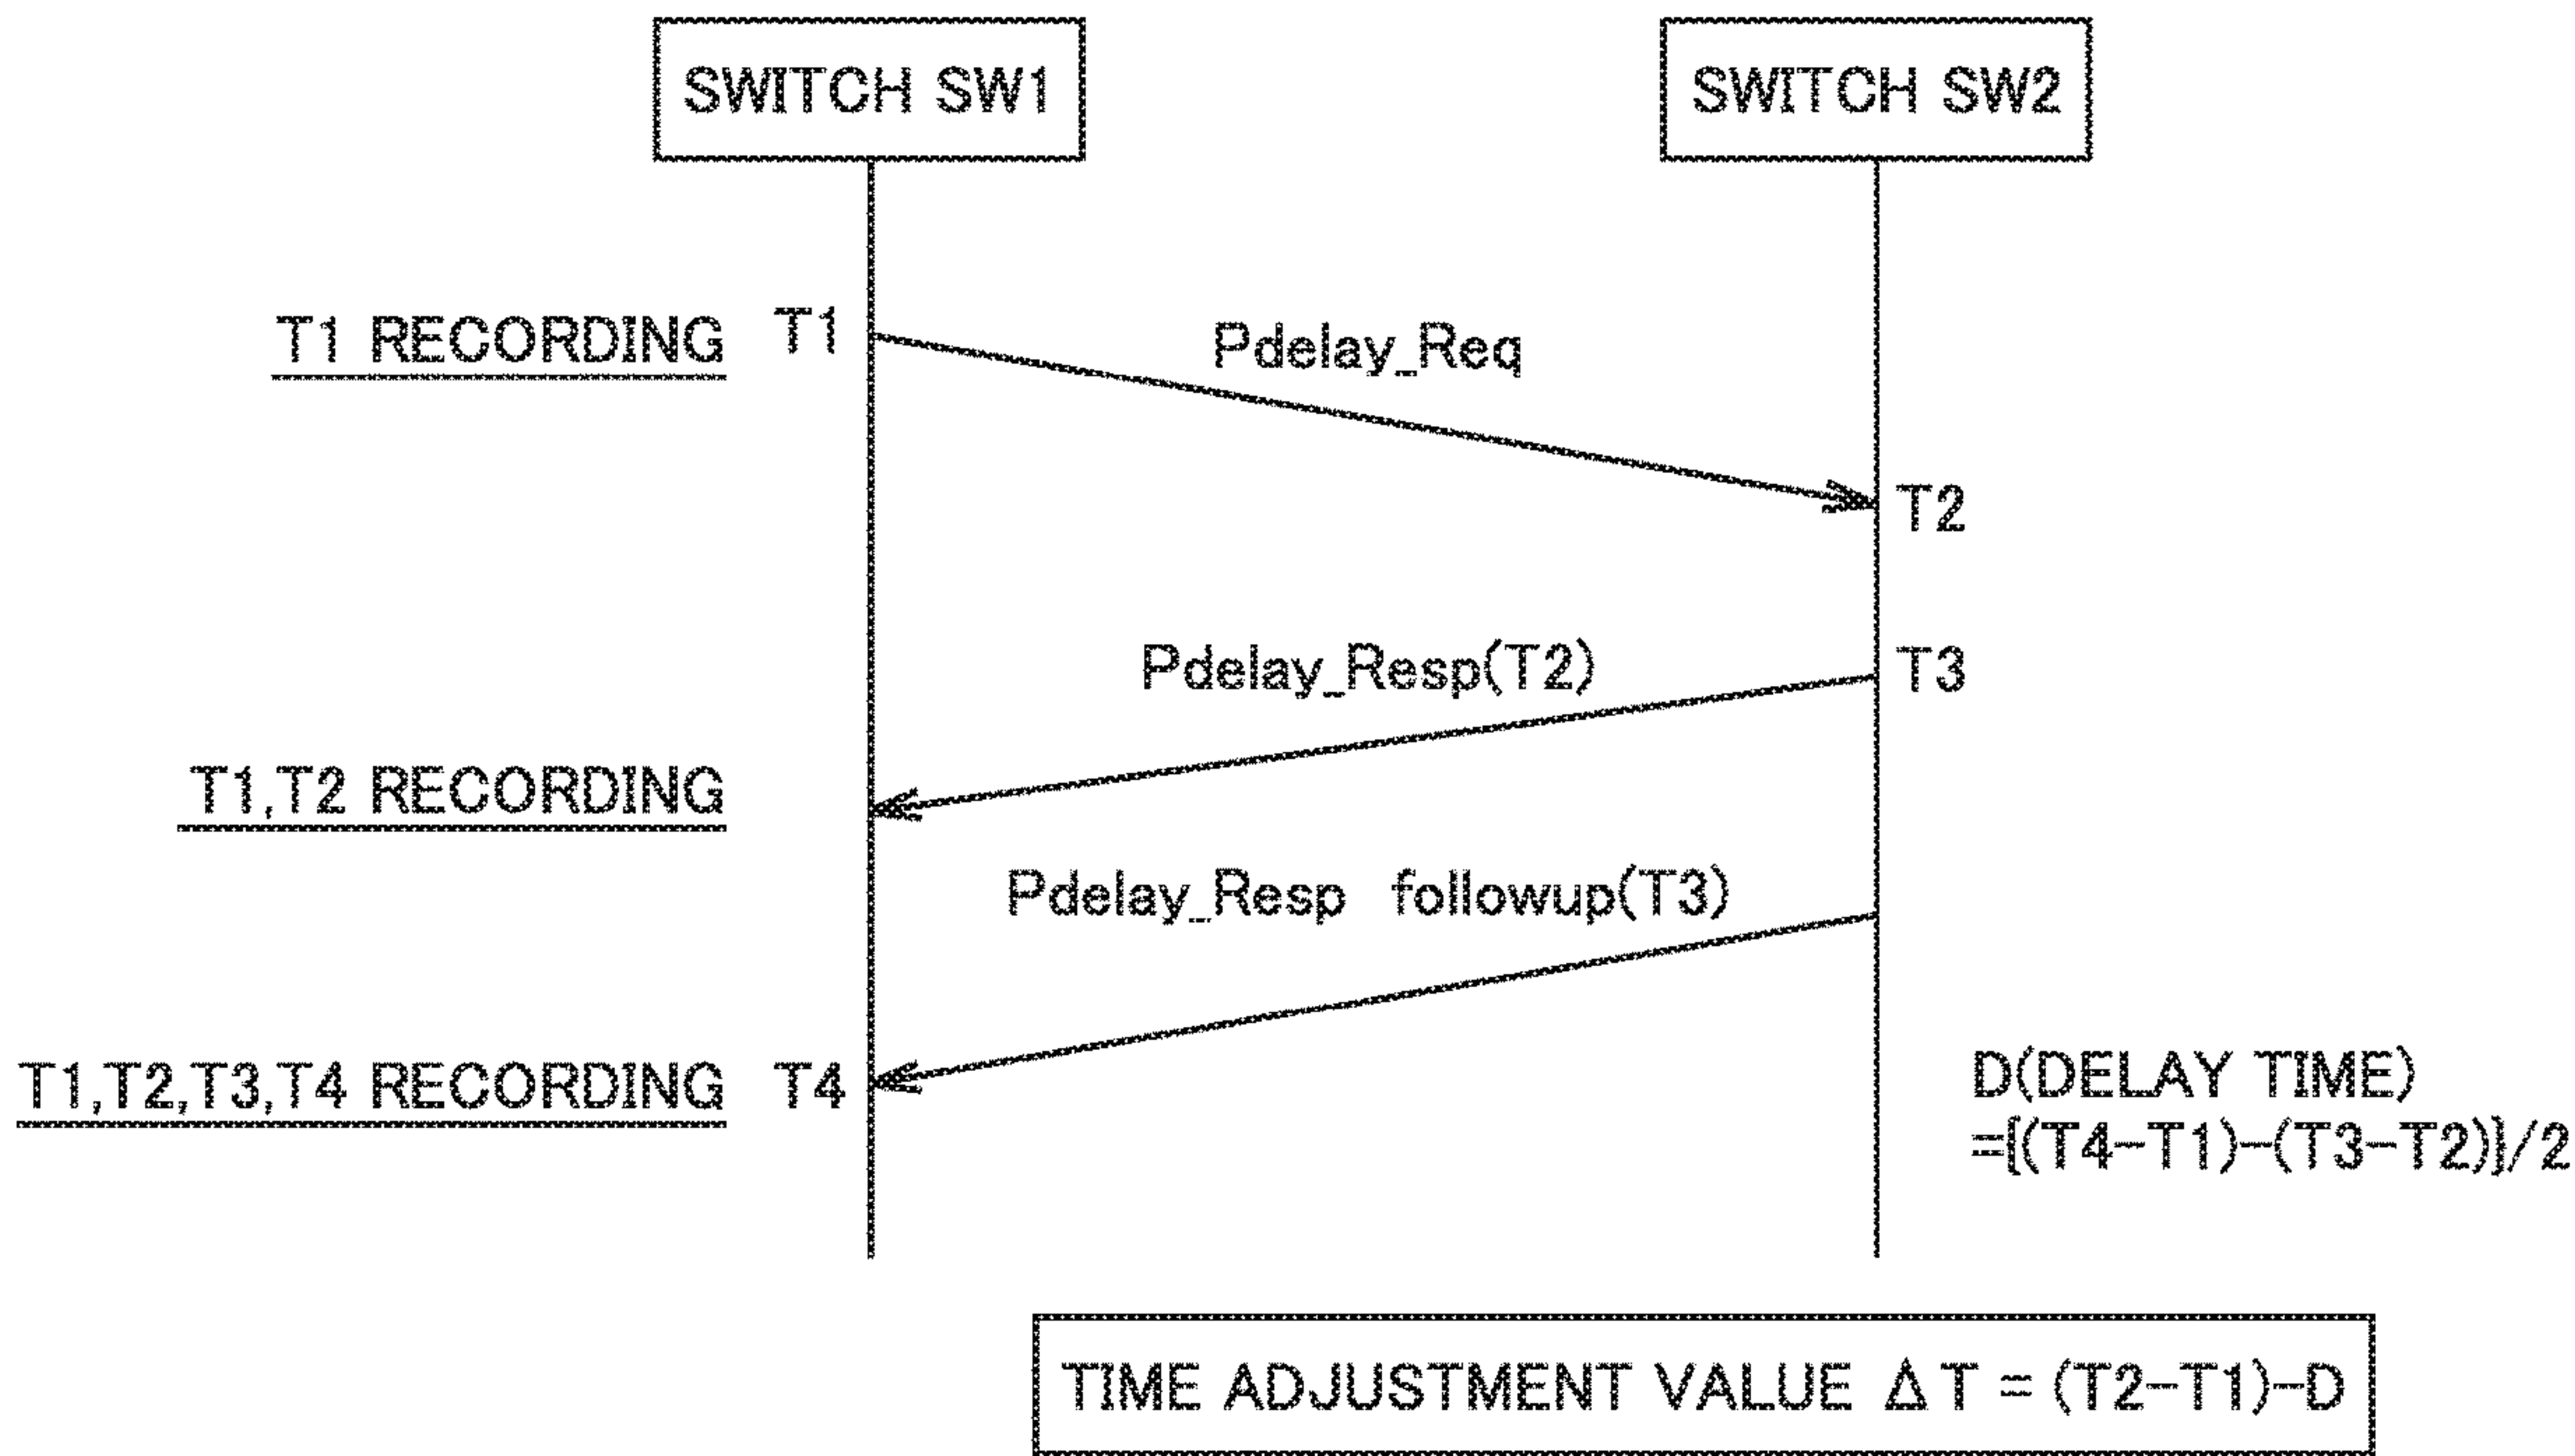 SWITCH SW1
SWITCH SW2
T1 RECORDING
T1
Pdelay_Req
T2
Pdelay_Resp(T2)
T3
T1,T2 RECORDING
Pdelay_Resp followup(T3)
T1,T2,T3,T4 RECORDING
T4
D(DELAY TIME)
=[(T4-T1)-(T3-T2)]/2
TIME ADJUSTMENT VALUE ΔT = (T2-T1)-D